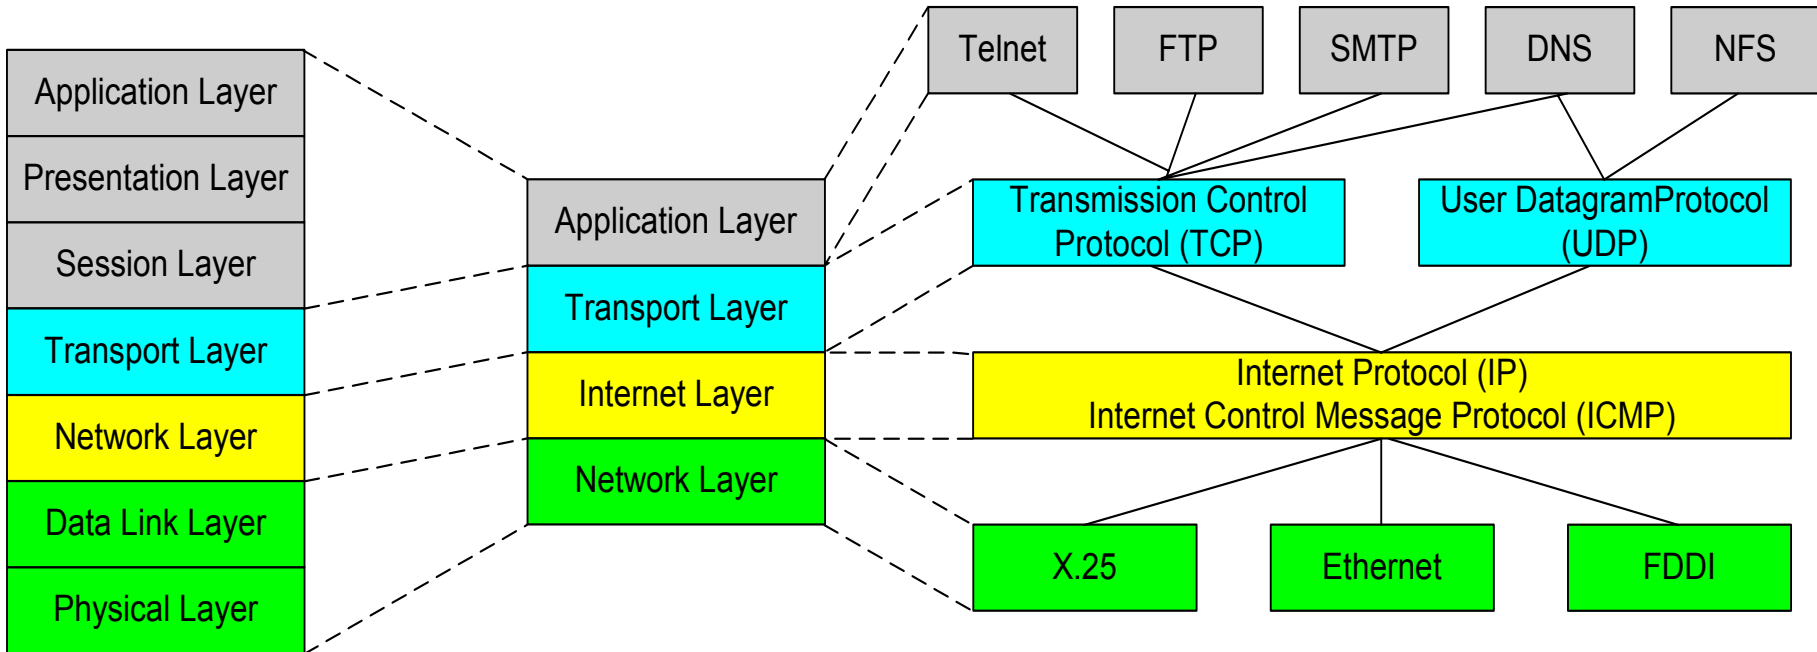 Application Layer
Presentation Layer
Session Layer
Transport Layer
Network Layer
Data Link Layer
Physical Layer
Application Layer
Transport Layer
Internet Layer
Network Layer
Telnet
FTP
SMTP
DNS
NFS
Transmission Control
Protocol (TCP)
User DatagramProtocol
(UDP)
Internet Protocol (IP)
Internet Control Message Protocol (ICMP)
X.25
Ethernet
FDDI